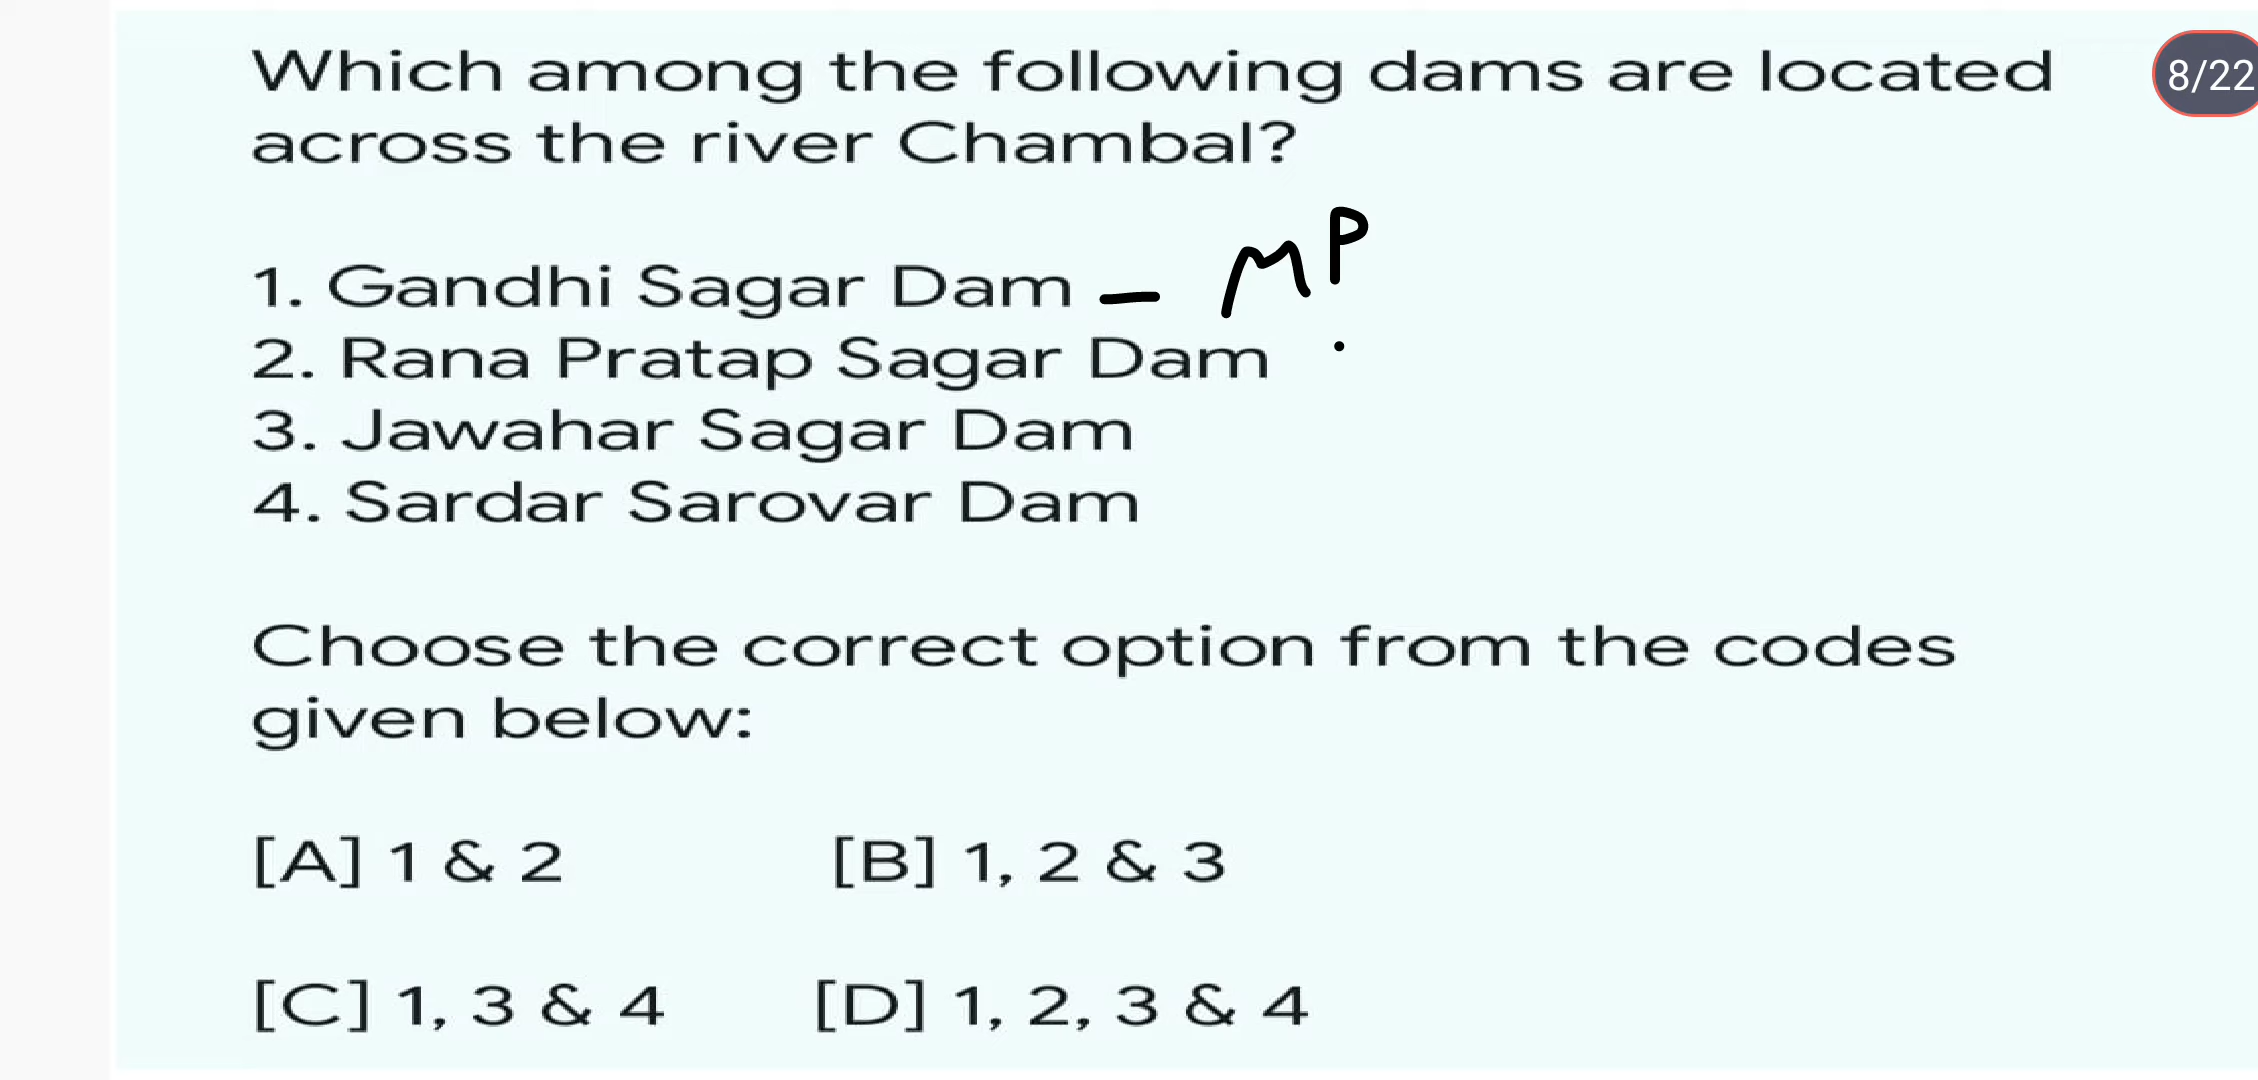 Which among the following dams are located
8/22
across the river Chambal?
1. Gandhi Sagar Dam – MP
2. Rana Pratap Sagar Dam
3. Jawahar Sagar Dam
4. Sardar Sarovar Dam
Choose the correct option from the codes
given below:
[A] 1 & 2 [B] 1, 2 & 3
[C] 1, 3 & 4 [D] 1, 2, 3 & 4